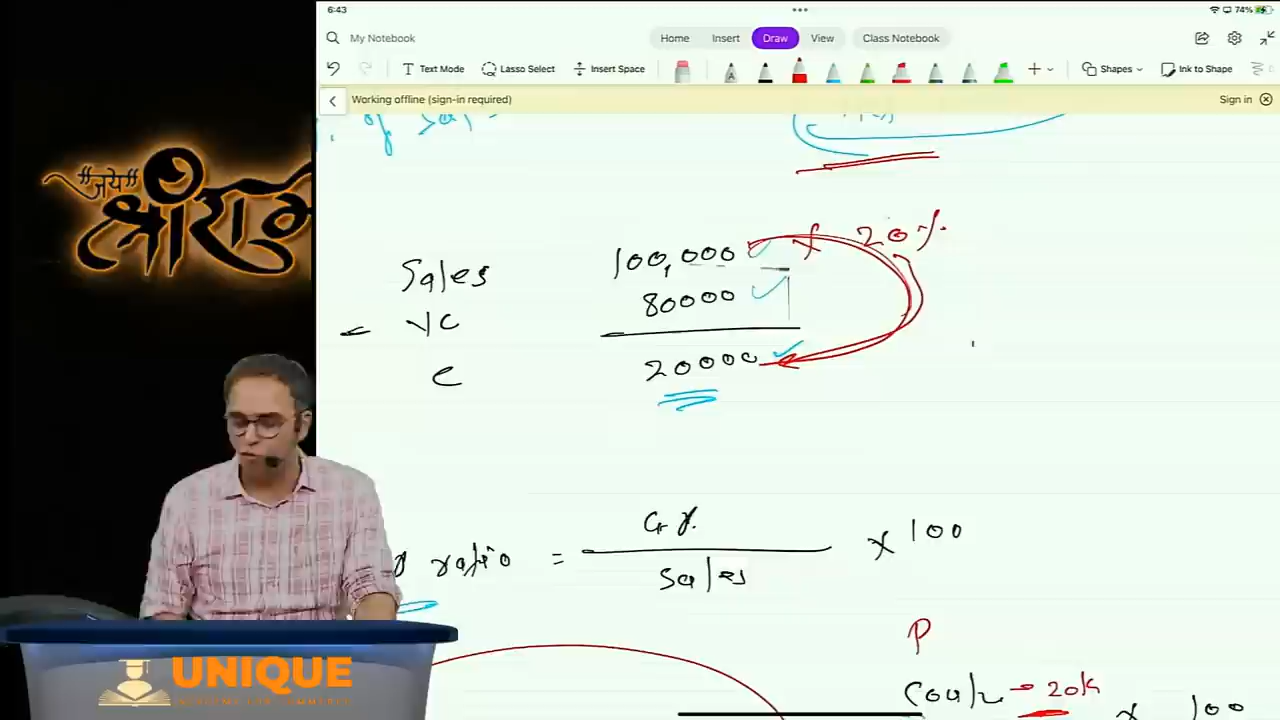 6:43
74%
My Notebook
Home Insert Draw View Class Notebook
Text Mode Lasso Select Insert Space Shapes Ink to Shape
Working offline (sign-in required) Sign in
"जय"
श्रीराम
Sales 100,000 x 20%
- VC 80000
C 20000
ratio = / Sales x 100
Sales
P
20k
x 100
UNIQUE